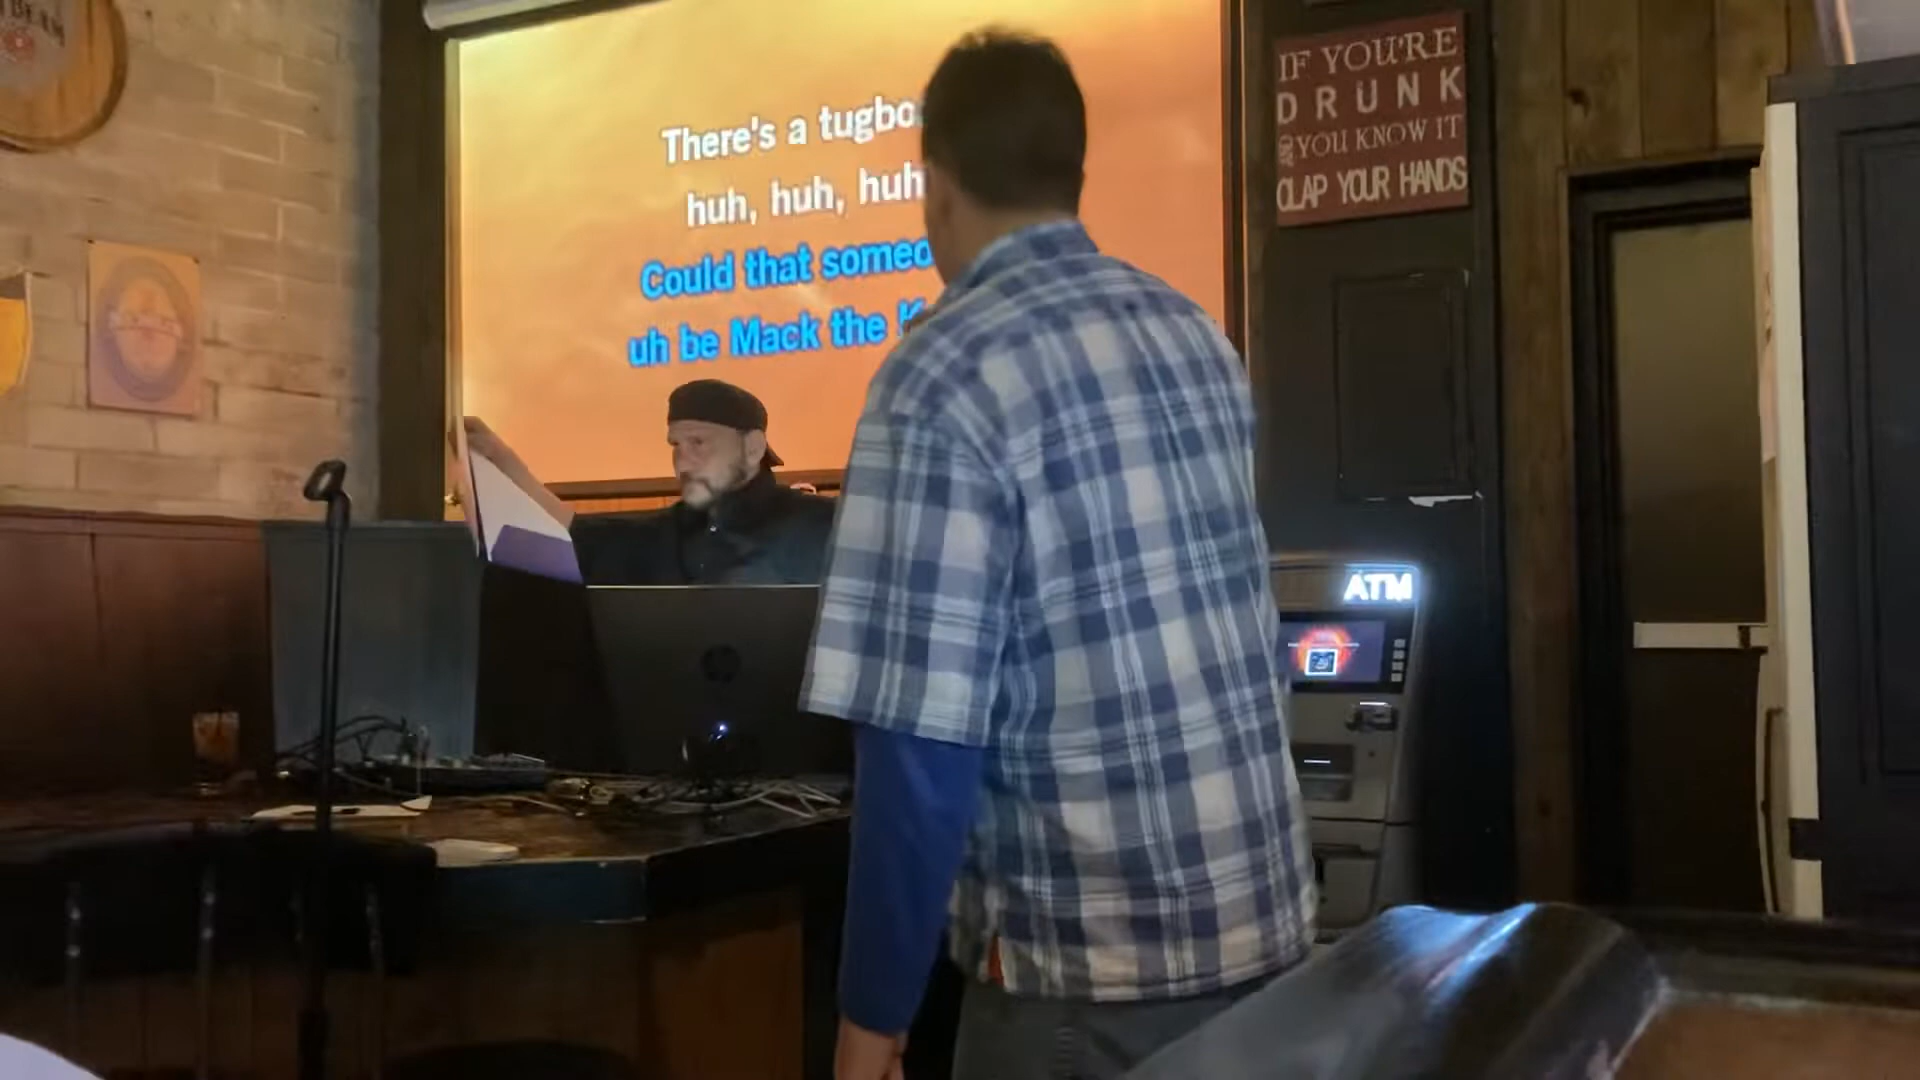 There's a tugbo
huh, huh, huh
Could that someo
uh be Mack the K
IF YOU'RE
DRUNK
AND YOU KNOW IT
CLAP YOUR HANDS
ATM